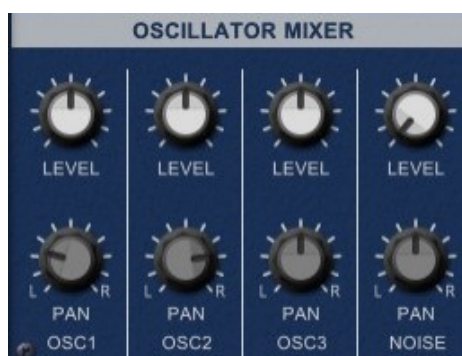 OSCILLATOR MIXER
LEVEL LEVEL LEVEL LEVEL
L R L R L R L R
PAN PAN PAN PAN
OSC1 OSC2 OSC3 NOISE